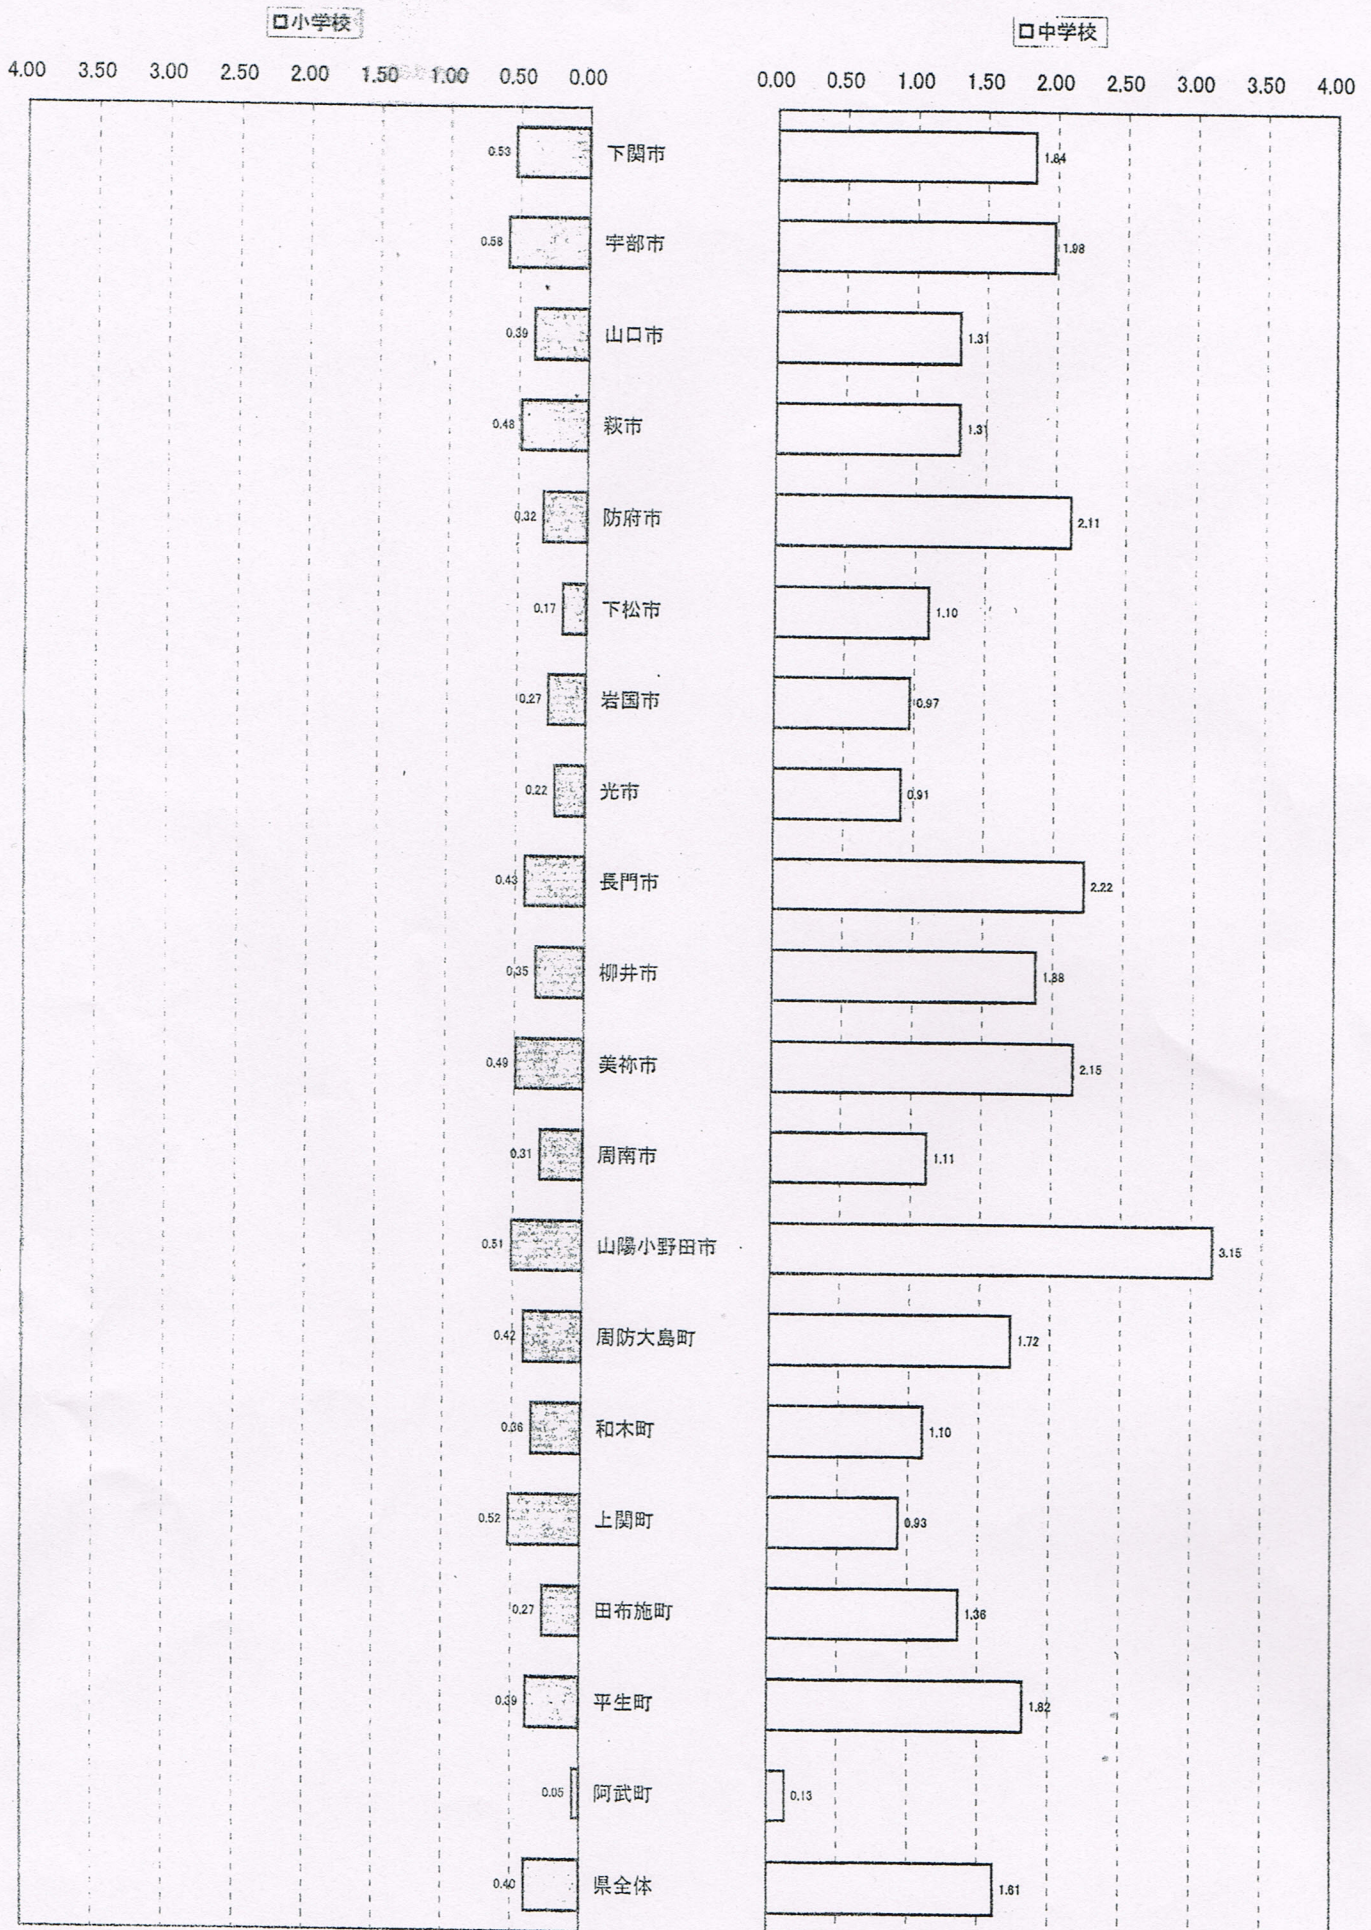 小学校
中学校
4.00 3.50 3.00 2.50 2.00 1.50 1.00 0.50 0.00
0.00 0.50 1.00 1.50 2.00 2.50 3.00 3.50 4.00
0.53 下関市 1.84
0.58 宇部市 1.98
0.39 山口市 1.31
0.48 萩市 1.31
0.32 防府市 2.11
0.17 下松市 1.10
0.27 岩国市 0.97
0.22 光市 0.91
0.43 長門市 2.22
0.35 柳井市 1.88
0.49 美祢市 2.15
0.31 周南市 1.11
0.51 山陽小野田市 3.15
0.42 周防大島町 1.72
0.36 和木町 1.10
0.52 上関町 0.93
0.27 田布施町 1.36
0.39 平生町 1.82
0.05 阿武町 0.13
0.40 県全体 1.61